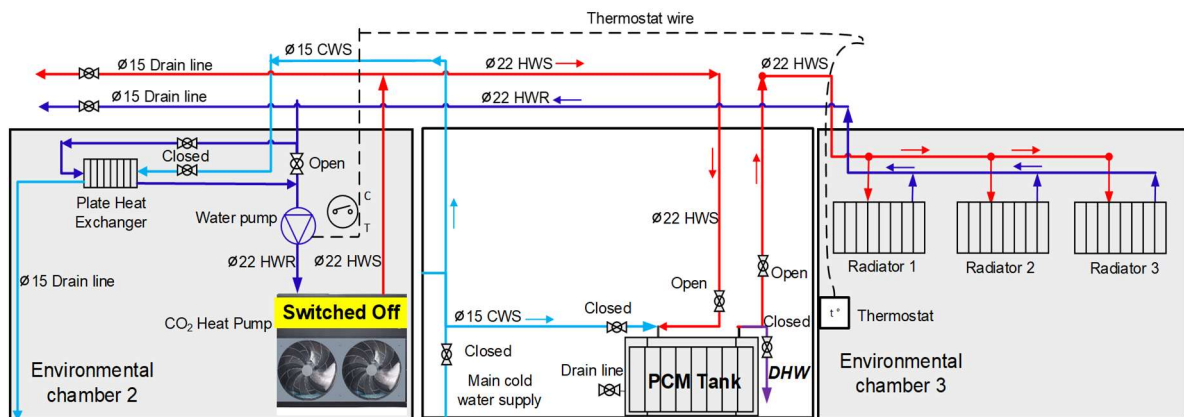 Thermostat wire
Ø15 CWS
Ø15 Drain line
Ø22 HWS
Ø22 HWS
Ø15 Drain line
Ø22 HWR
Closed
Open
Plate Heat
Exchanger
Water pump
C
T
Ø22 HWR
Ø22 HWS
Ø15 Drain line
Switched Off
CO₂ Heat Pump
Environmental
chamber 2
Ø22 HWS
Open
Open
Ø15 CWS
Closed
Closed
Closed
Main cold
water supply
Drain line
PCM Tank
DHW
Radiator 1
Radiator 2
Radiator 3
t°
Thermostat
Environmental
chamber 3